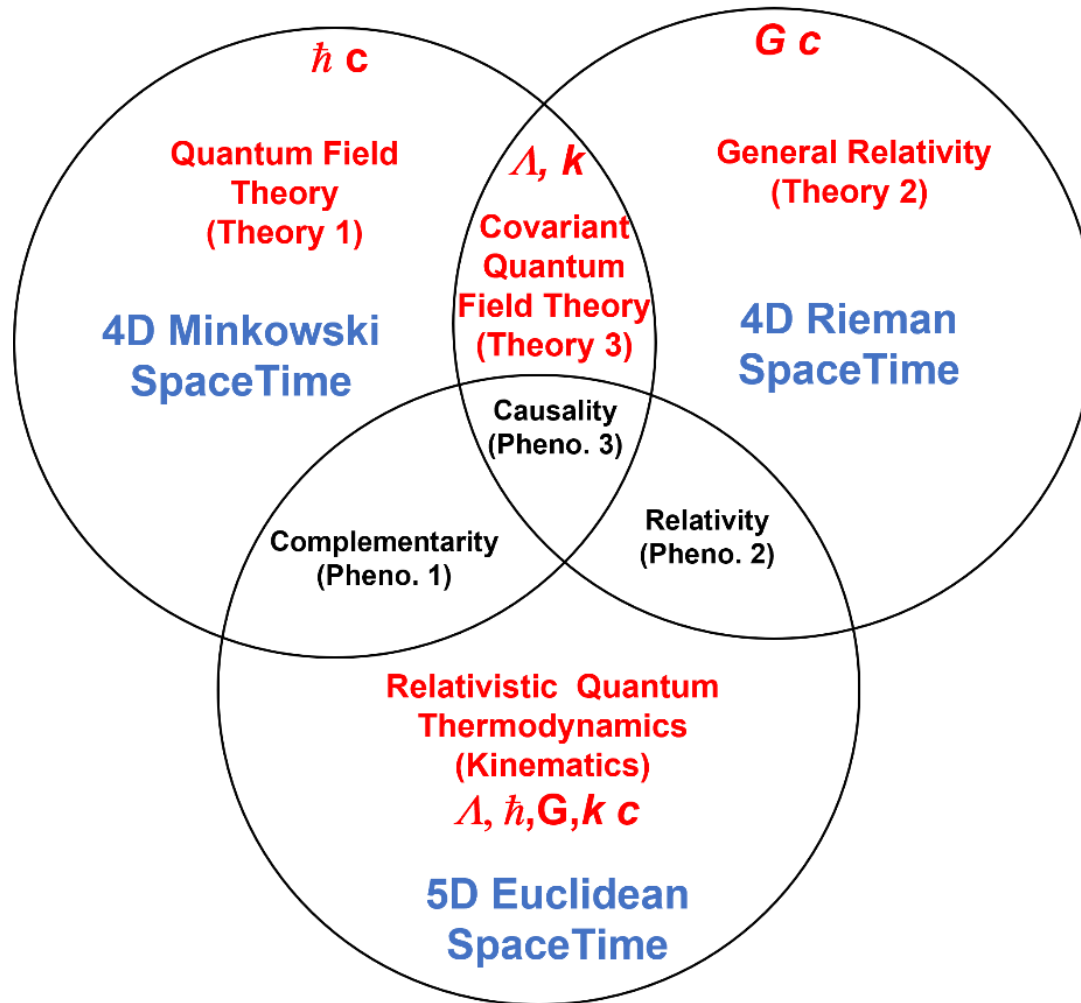 ħ c
G c
Quantum Field
Theory
(Theory 1)
Λ, k
General Relativity
(Theory 2)
Covariant
Quantum
Field Theory
(Theory 3)
4D Minkowski
SpaceTime
4D Rieman
SpaceTime
Causality
(Pheno. 3)
Complementarity
(Pheno. 1)
Relativity
(Pheno. 2)
Relativistic Quantum
Thermodynamics
(Kinematics)
Λ, ħ,G,k c
5D Euclidean
SpaceTime